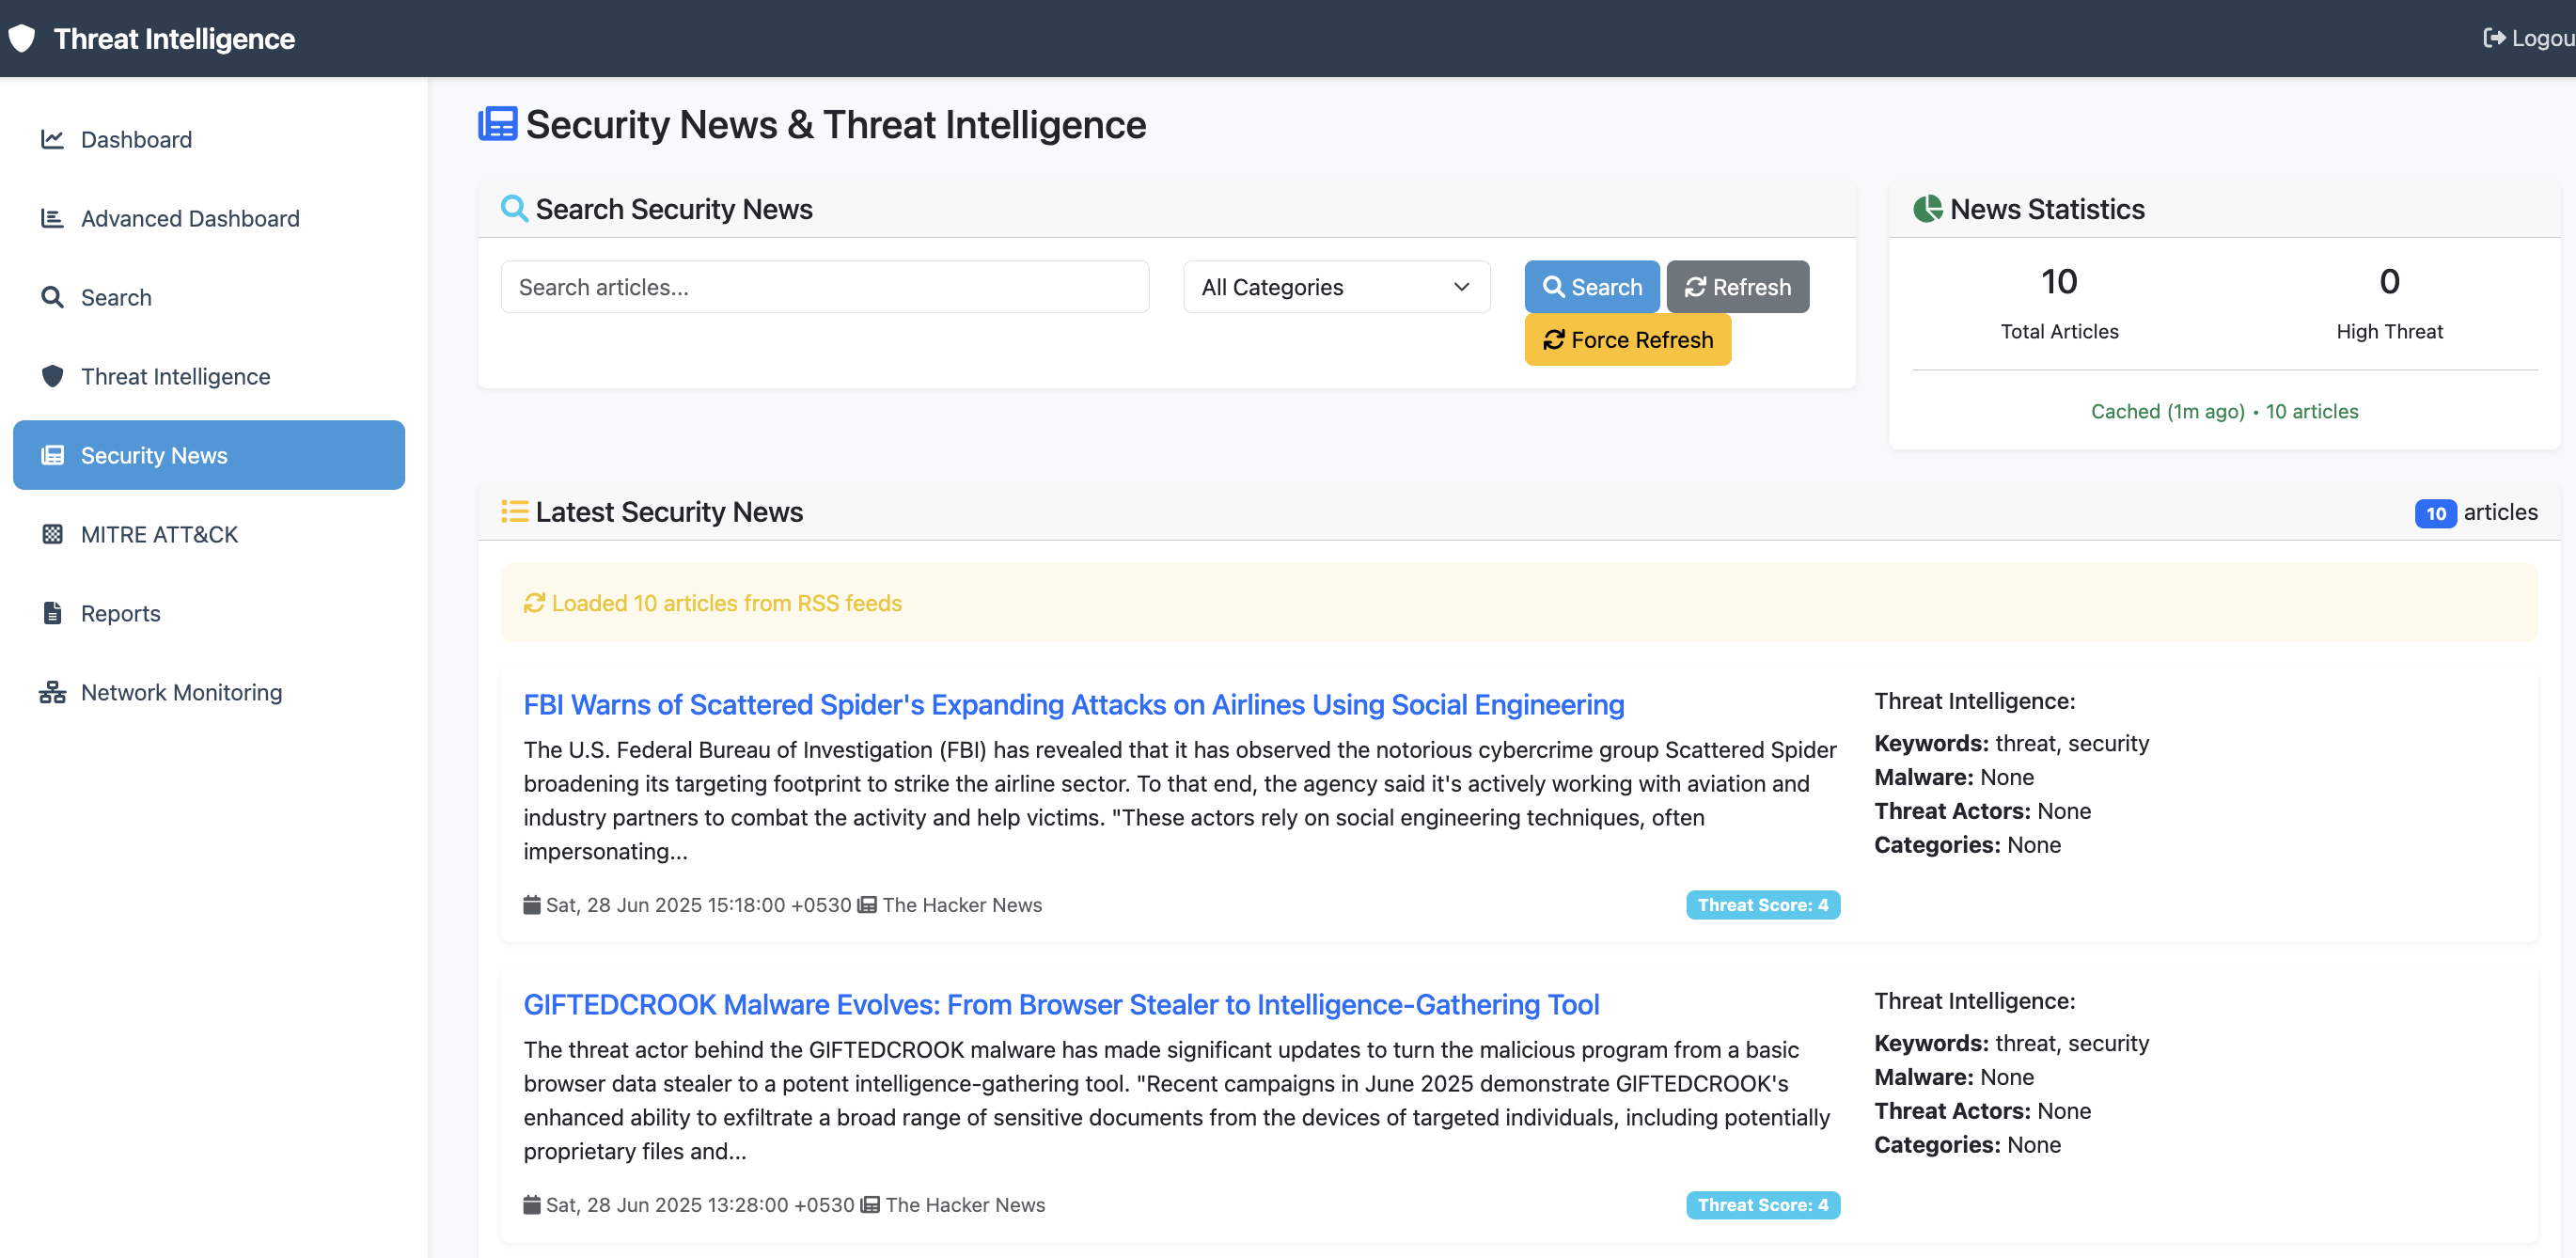 Threat Intelligence
Logou
Dashboard
Advanced Dashboard
Search
Threat Intelligence
Security News
MITRE ATT&CK
Reports
Network Monitoring
Security News & Threat Intelligence
Search Security News
Search articles...
All Categories
Search
Refresh
Force Refresh
News Statistics
10
Total Articles
0
High Threat
Cached (1m ago) • 10 articles
Latest Security News
10 articles
Loaded 10 articles from RSS feeds
FBI Warns of Scattered Spider's Expanding Attacks on Airlines Using Social Engineering
The U.S. Federal Bureau of Investigation (FBI) has revealed that it has observed the notorious cybercrime group Scattered Spider
broadening its targeting footprint to strike the airline sector. To that end, the agency said it's actively working with aviation and
industry partners to combat the activity and help victims. "These actors rely on social engineering techniques, often
impersonating...
Sat, 28 Jun 2025 15:18:00 +0530 The Hacker News
Threat Score: 4
Threat Intelligence:
Keywords: threat, security
Malware: None
Threat Actors: None
Categories: None
GIFTEDCROOK Malware Evolves: From Browser Stealer to Intelligence-Gathering Tool
The threat actor behind the GIFTEDCROOK malware has made significant updates to turn the malicious program from a basic
browser data stealer to a potent intelligence-gathering tool. "Recent campaigns in June 2025 demonstrate GIFTEDCROOK's
enhanced ability to exfiltrate a broad range of sensitive documents from the devices of targeted individuals, including potentially
proprietary files and...
Sat, 28 Jun 2025 13:28:00 +0530 The Hacker News
Threat Score: 4
Threat Intelligence:
Keywords: threat, security
Malware: None
Threat Actors: None
Categories: None